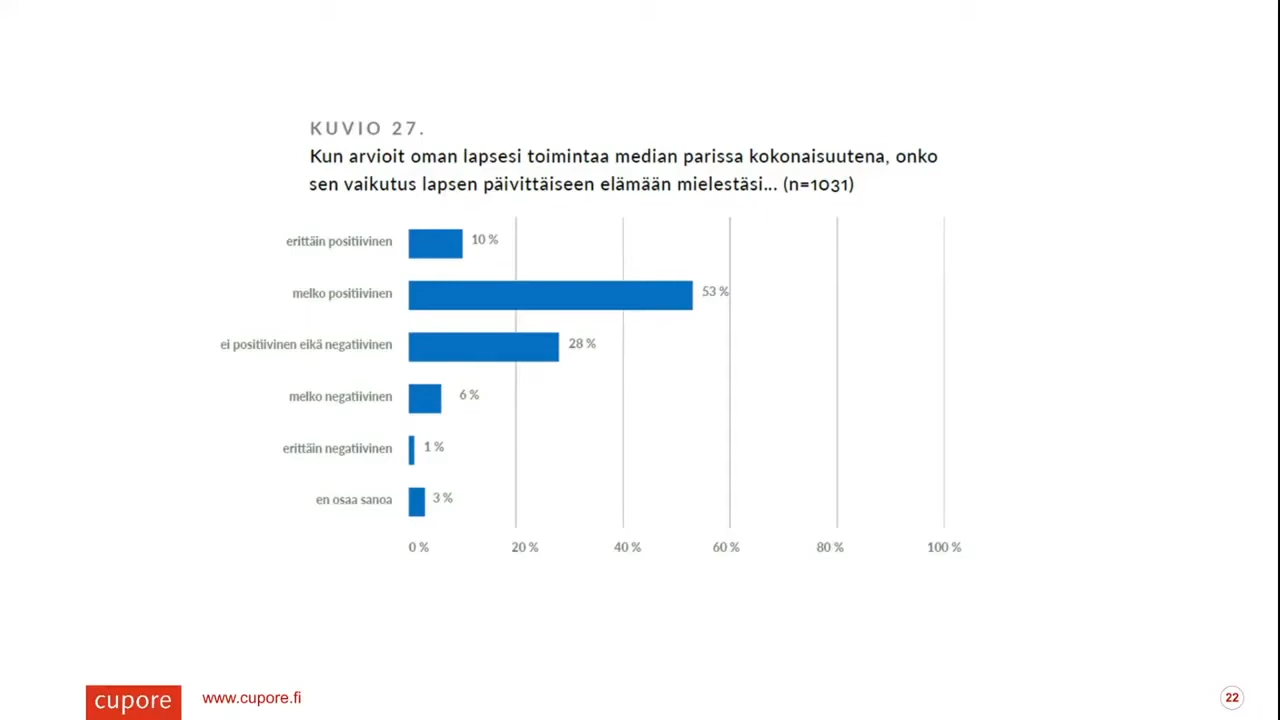 KUVIO 27.
Kun arvioit oman lapsesi toimintaa median parissa kokonaisuutena, onko
sen vaikutus lapsen päivittäiseen elämään mielestäsi... (n=1031)
erittäin positiivinen 10 %
melko positiivinen 53 %
ei positiivinen eikä negatiivinen 28 %
melko negatiivinen 6 %
erittäin negatiivinen 1 %
en osaa sanoa 3 %
0 % 20 % 40 % 60 % 80 % 100 %
cupore www.cupore.fi 22